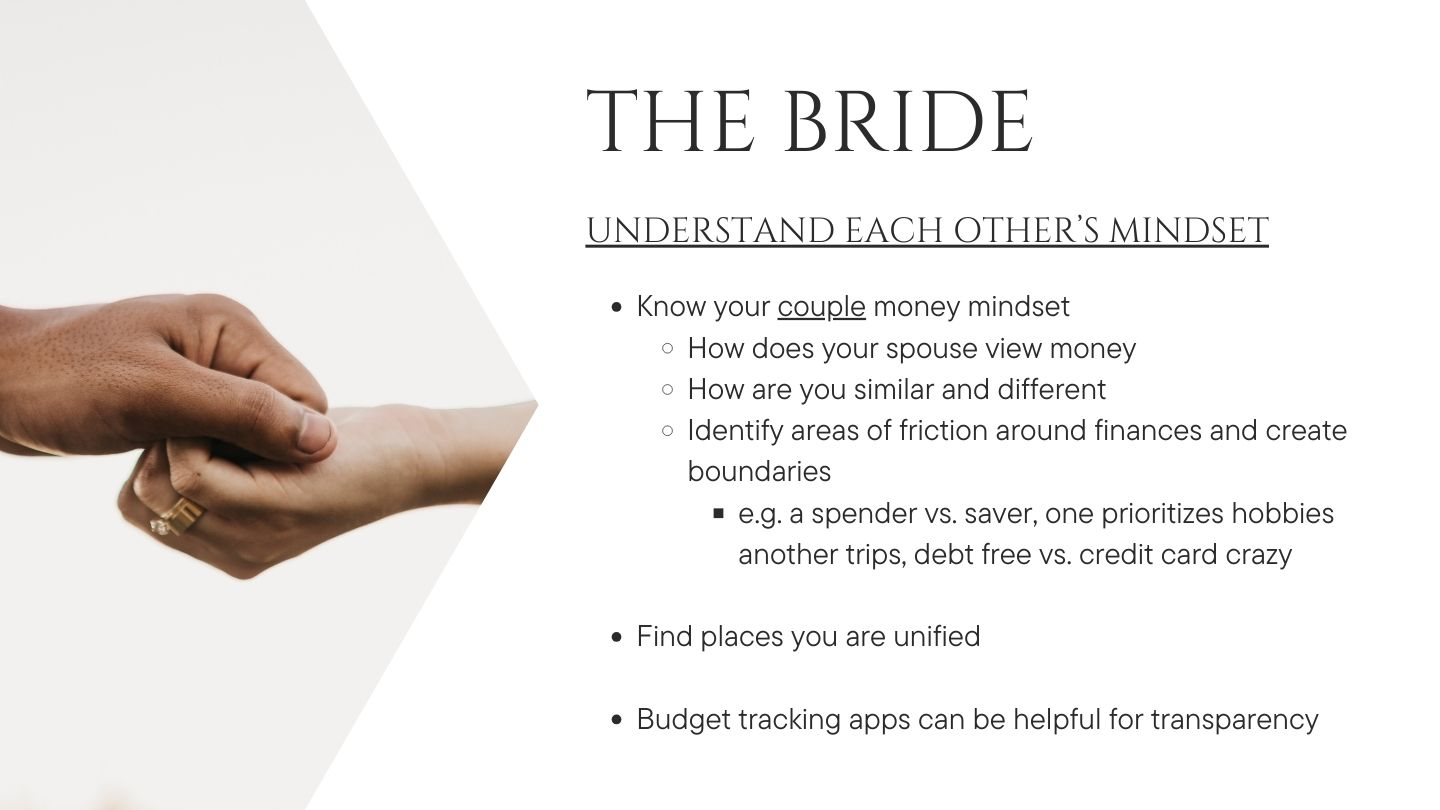 THE BRIDE
UNDERSTAND EACH OTHER’S MINDSET
• Know your couple money mindset
○ How does your spouse view money
○ How are you similar and different
○ Identify areas of friction around finances and create
boundaries
▪ e.g. a spender vs. saver, one prioritizes hobbies
another trips, debt free vs. credit card crazy
• Find places you are unified
• Budget tracking apps can be helpful for transparency